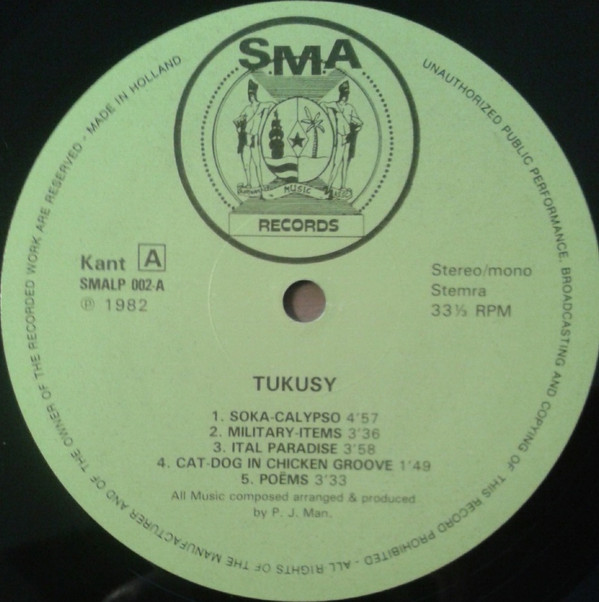 SMA
MUSIC
RECORDS
Kant A
SMALP 002-A
℗ 1982
Stereo/mono
Stemra
33⅓ RPM
TUKUSY
1. SOKA-CALYPSO 4'57
2. MILITARY-ITEMS 3'36
3. ITAL PARADISE 3'58
4. CAT-DOG IN CHICKEN GROOVE 1'49
5. POËMS 3'33
All Music composed arranged & produced
by P. J. Man.
UNAUTHORIZED PUBLIC PERFORMANCE, BROADCASTING AND COPYING OF THIS RECORD PROHIBITED - ALL RIGHTS OF THE MANUFACTURER AND OF THE OWNER OF THE RECORDED WORK ARE RESERVED - MADE IN HOLLAND